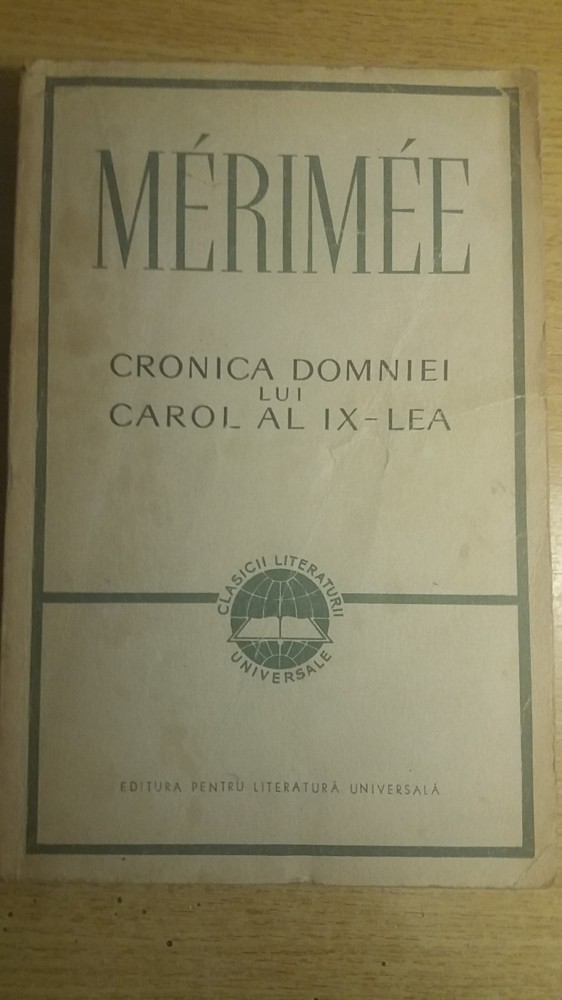 MÉRIMÉE
CRONICA DOMNIEI
LUI
CAROL AL IX-LEA
CLASICII LITERATURII
UNIVERSALE
EDITURA PENTRU LITERATURĂ UNIVERSALĂ